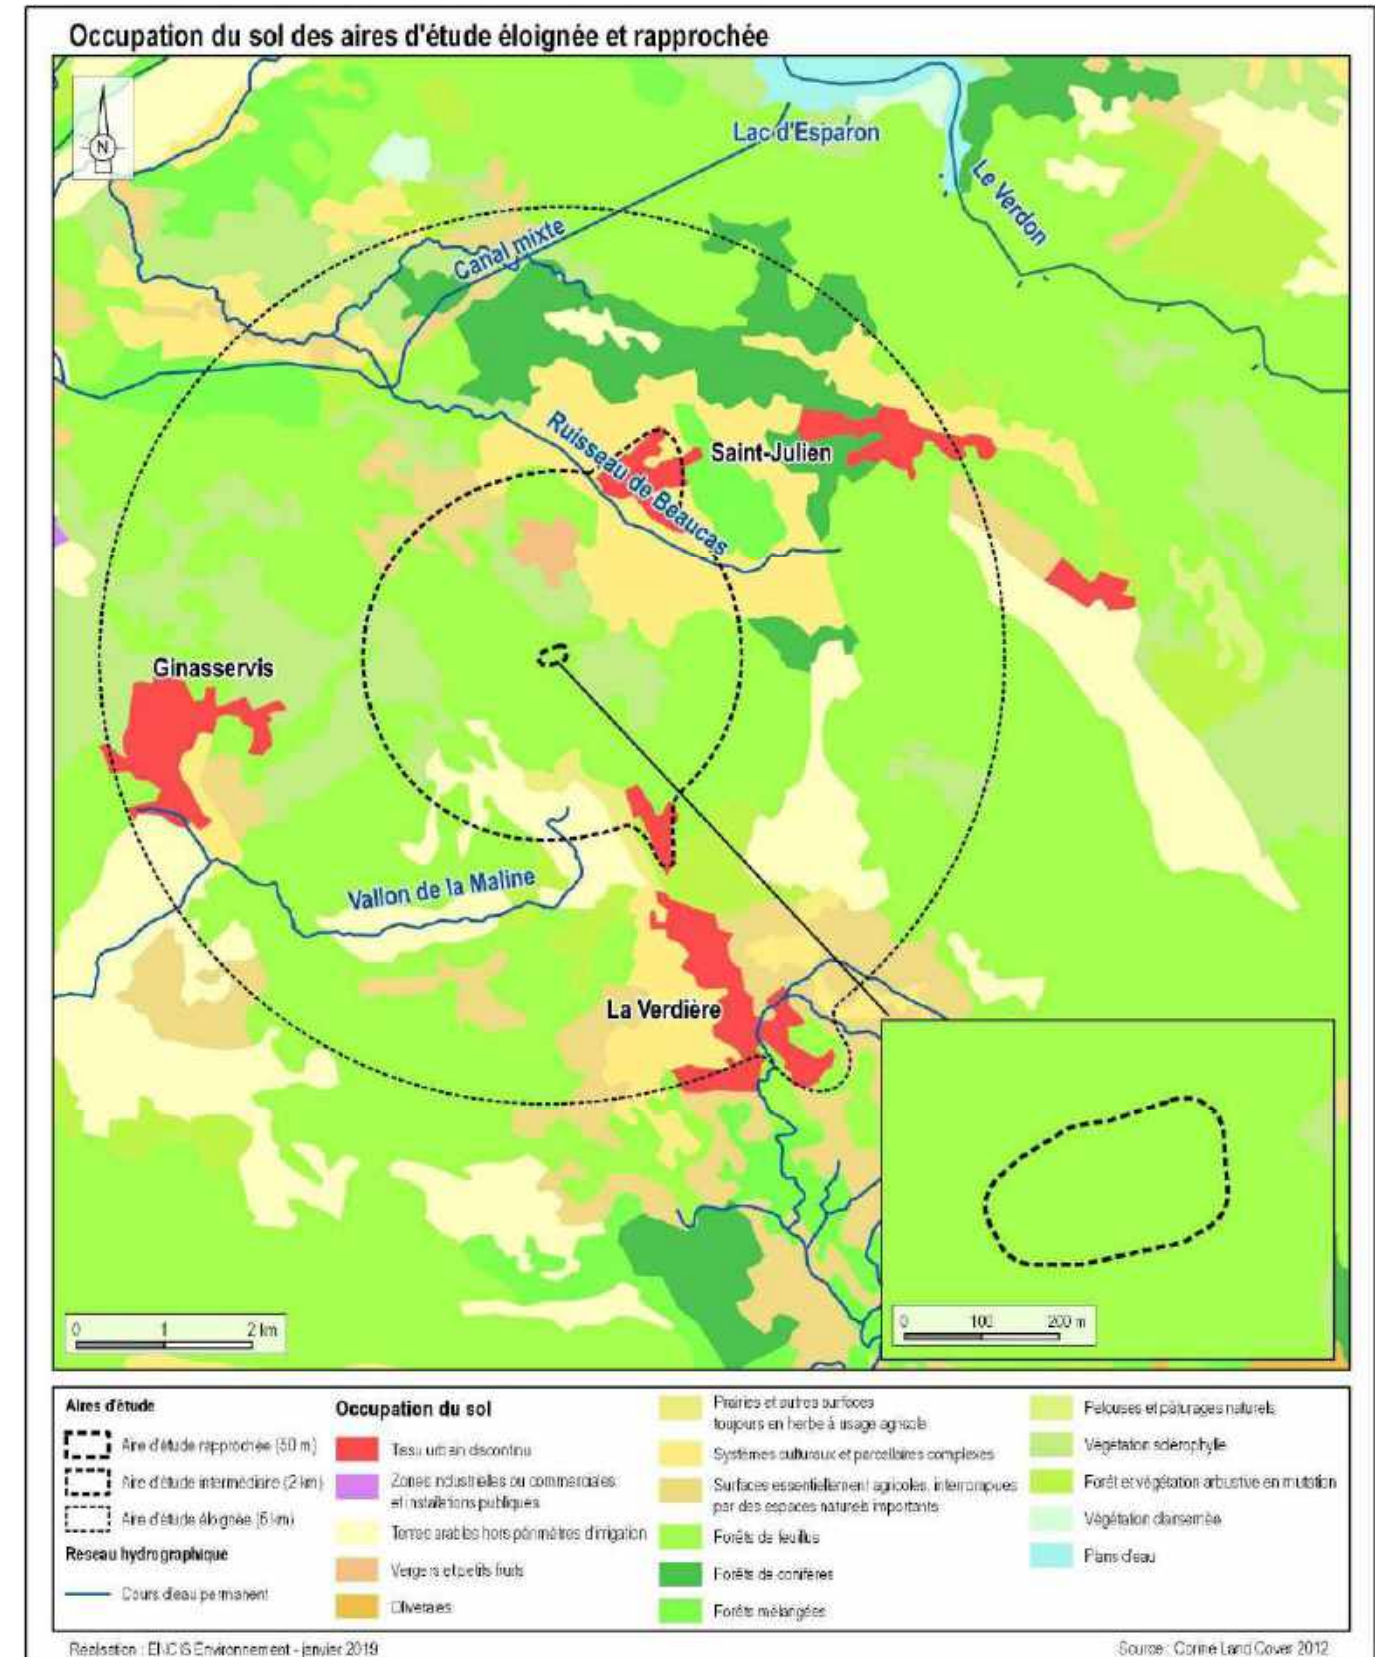 Occupation du sol des aires d'étude éloignée et rapprochée
N
Lac d'Esparon
Le Verdon
Canal mixte
Ruisseau de Beaucas
Saint-Julien
Ginasservis
Vallon de la Maline
La Verdière
0 1 2 km
0 100 200 m
Aires d'étude
Aire d'étude rapprochée (50 m)
Aire d'étude intermédiaire (2 km)
Aire d'étude éloignée (5 km)
Reseau hydrographique
Cours d'eau permanent
Occupation du sol
Tissu urbain discontinu
Zones industrielles ou commerciales
et installations publiques
Terres arables hors périmètres d'irrigation
Vergers et petits fruits
Oliveraies
Prairies et autres surfaces
toujours en herbe à usage agricole
Systèmes culturaux et parcellaires complexes
Surfaces essentiellement agricoles, interrompues
par des espaces naturels importants
Forêts de feuillus
Forêts de conifères
Forêts mélangées
Pelouses et pâturages naturels
Végétation sclérophylle
Forêt et végétation arbustive en mutation
Végétation clairsemée
Plans d'eau
Réalisation : ENCIS Environnement - janvier 2019
Source : Corine Land Cover 2012